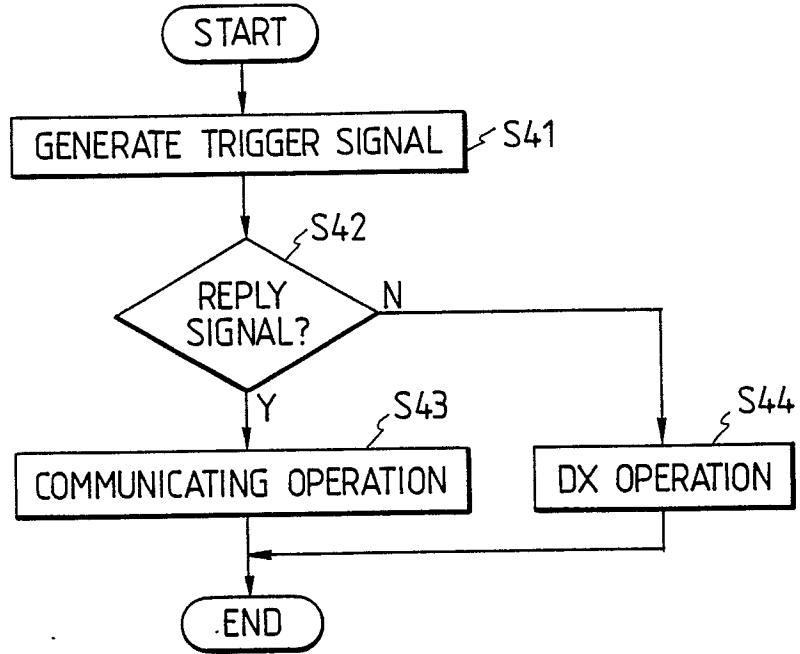 START
GENERATE TRIGGER SIGNAL
S41
S42
REPLY
SIGNAL?
N
Y
S43
S44
COMMUNICATING OPERATION
DX OPERATION
END